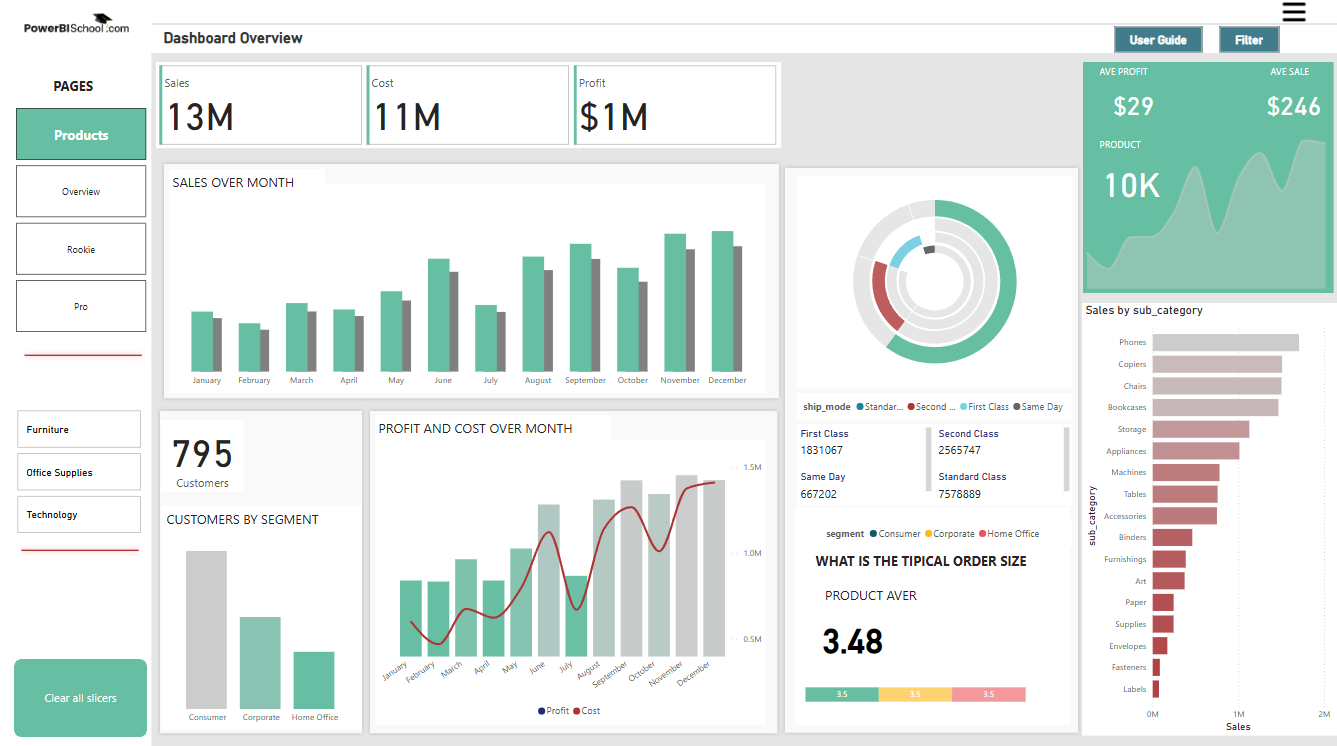 PowerBISchool.com
Dashboard Overview
User Guide
Filter
PAGES
Products
Overview
Rookie
Pro
Furniture
Office Supplies
Technology
Clear all slicers
Sales
13M
Cost
11M
Profit
$1M
SALES OVER MONTH
January February March April May June July August September October November December
795
Customers
CUSTOMERS BY SEGMENT
Consumer Corporate Home Office
PROFIT AND COST OVER MONTH
1.5M
1.0M
0.5M
January February March April May June July August September October November December
Profit Cost
ship_mode Standar... Second ... First Class Same Day
First Class
1831067
Same Day
667202
Second Class
2565747
Standard Class
7578889
segment Consumer Corporate Home Office
WHAT IS THE TIPICAL ORDER SIZE
PRODUCT AVER
3.48
3.5 3.5 3.5
AVE PROFIT
$29
AVE SALE
$246
PRODUCT
10K
Sales by sub_category
sub_category
Phones
Copiers
Chairs
Bookcases
Storage
Appliances
Machines
Tables
Accessories
Binders
Furnishings
Art
Paper
Supplies
Envelopes
Fasteners
Labels
0M 1M 2M
Sales